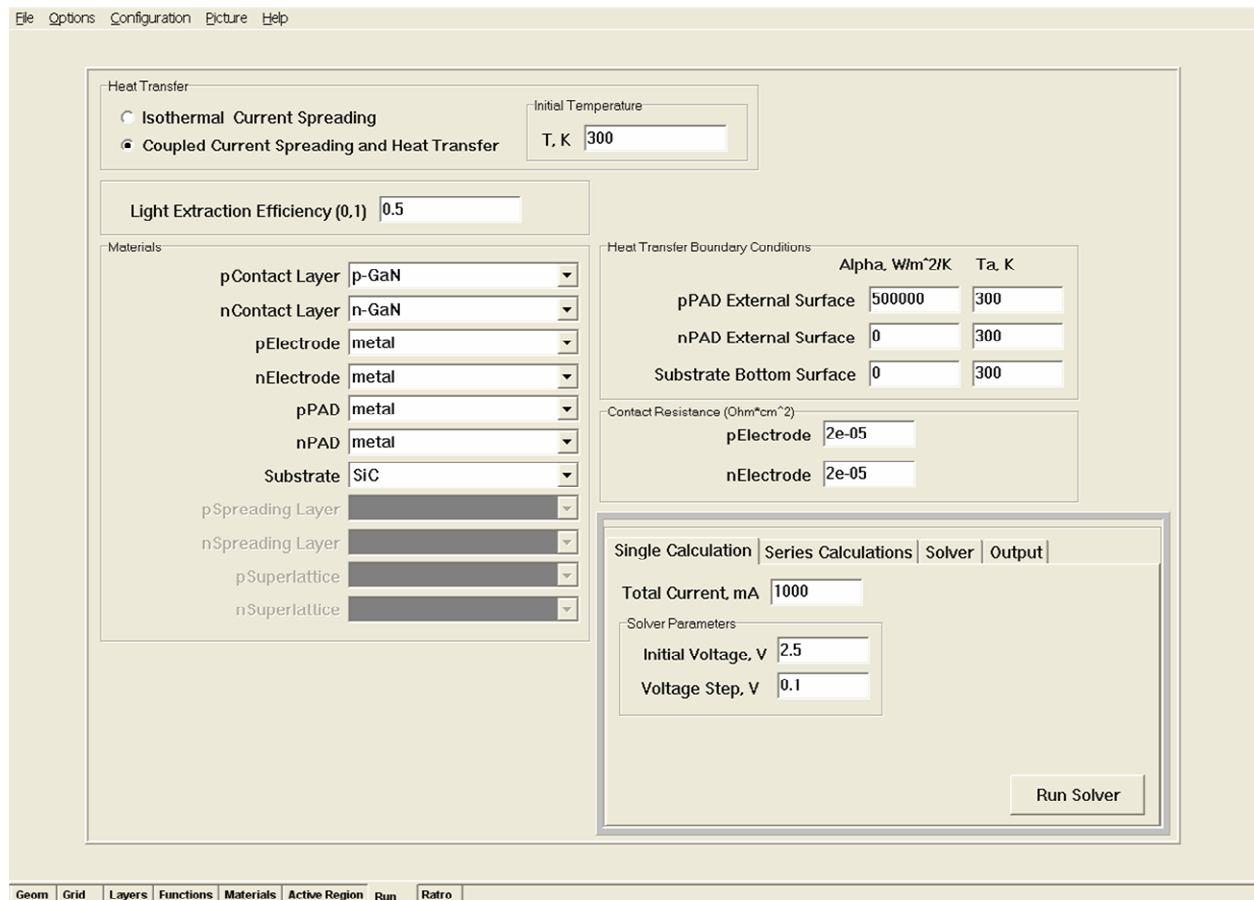 File Options Configuration Picture Help
Heat Transfer
Isothermal Current Spreading
Coupled Current Spreading and Heat Transfer
Initial Temperature
T, K 300
Light Extraction Efficiency (0,1) 0.5
Materials
pContact Layer p-GaN
nContact Layer n-GaN
pElectrode metal
nElectrode metal
pPAD metal
nPAD metal
Substrate SiC
pSpreading Layer
nSpreading Layer
pSuperlattice
nSuperlattice
Heat Transfer Boundary Conditions
Alpha, W/m^2/K Ta, K
pPAD External Surface 500000 300
nPAD External Surface 0 300
Substrate Bottom Surface 0 300
Contact Resistance (Ohm*cm^2)
pElectrode 2e-05
nElectrode 2e-05
Single Calculation Series Calculations Solver Output
Total Current, mA 1000
Solver Parameters
Initial Voltage, V 2.5
Voltage Step, V 0.1
Run Solver
Geom Grid Layers Functions Materials Active Region Run Ratro